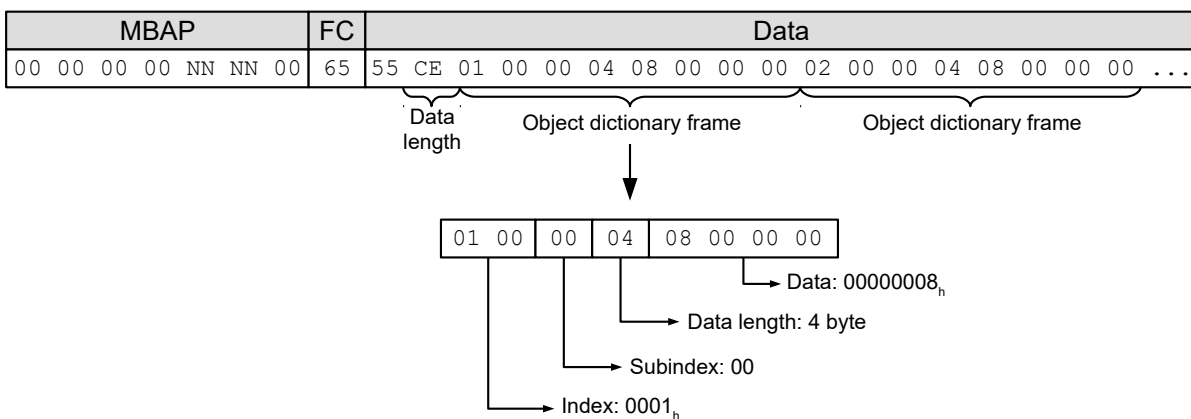 MBAP FC Data
00 00 00 00 NN NN 00 65 55 CE 01 00 00 04 08 00 00 00 02 00 00 04 08 00 00 00 ...
Data length
Object dictionary frame
Object dictionary frame
01 00 00 04 08 00 00 00
Data: 00000008h
Data length: 4 byte
Subindex: 00
Index: 0001h